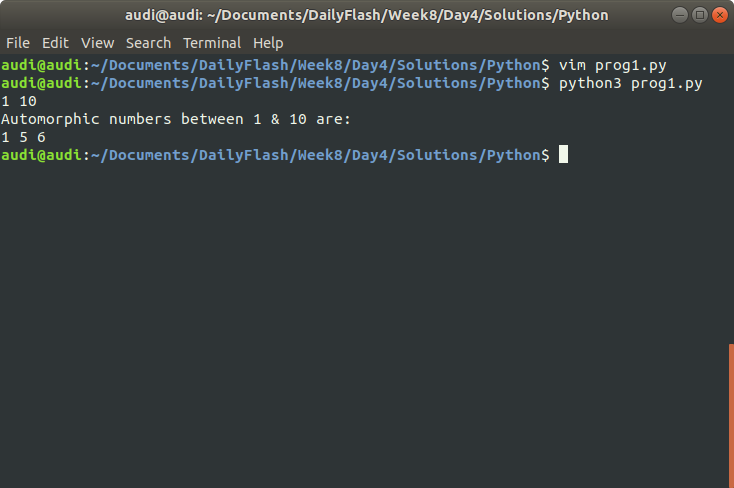 audi@audi: ~/Documents/DailyFlash/Week8/Day4/Solutions/Python
File Edit View Search Terminal Help
audi@audi:~/Documents/DailyFlash/Week8/Day4/Solutions/Python$ vim prog1.py
audi@audi:~/Documents/DailyFlash/Week8/Day4/Solutions/Python$ python3 prog1.py
1 10
Automorphic numbers between 1 & 10 are:
1 5 6
audi@audi:~/Documents/DailyFlash/Week8/Day4/Solutions/Python$